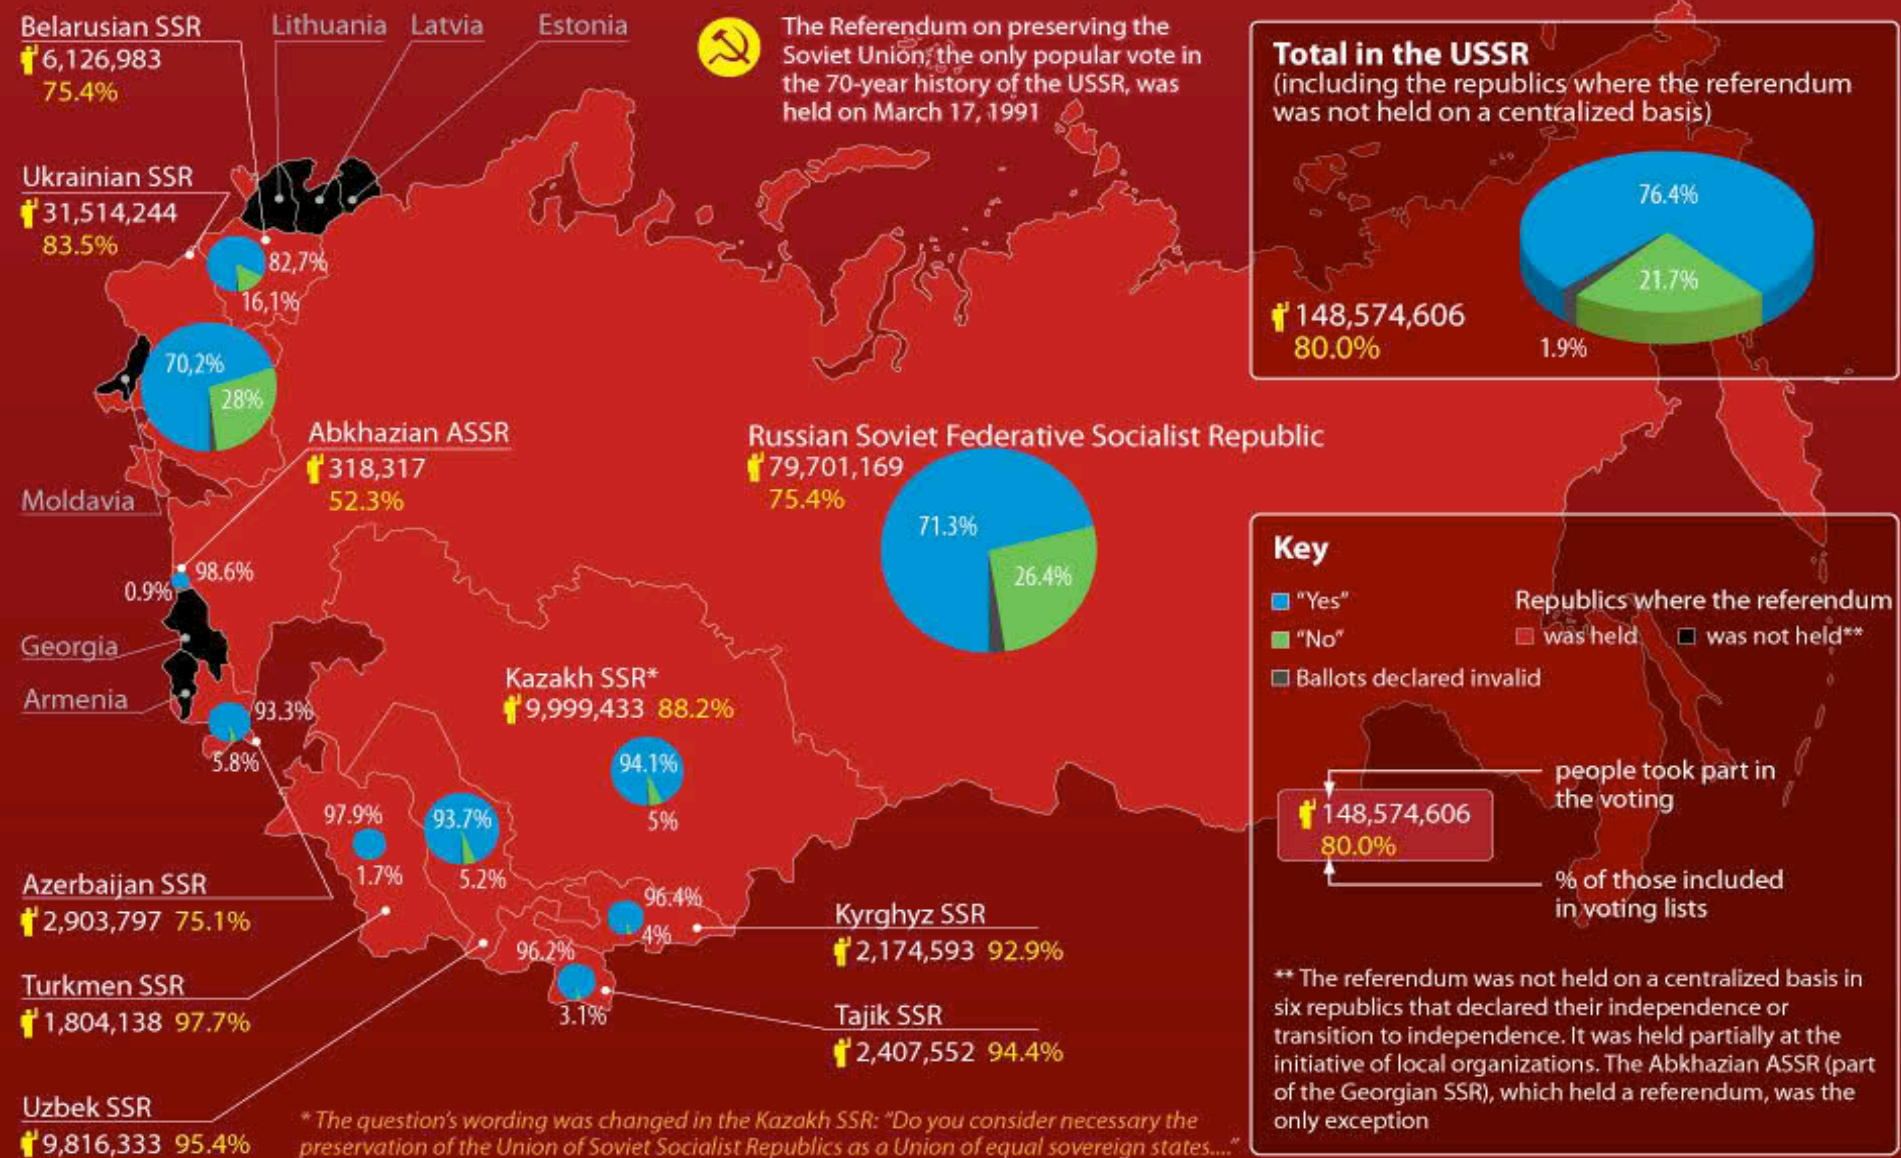 Belarusian SSR
6,126,983
75.4%
Lithuania
Latvia
Estonia
The Referendum on preserving the
Soviet Union, the only popular vote in
the 70-year history of the USSR, was
held on March 17, 1991
Total in the USSR
(including the republics where the referendum
was not held on a centralized basis)
76.4%
21.7%
1.9%
148,574,606
80.0%
Ukrainian SSR
31,514,244
83.5%
82,7%
16,1%
70,2%
28%
Moldavia
Abkhazian ASSR
318,317
52.3%
98.6%
0.9%
Georgia
Armenia
93.3%
5.8%
Russian Soviet Federative Socialist Republic
79,701,169
75.4%
71.3%
26.4%
Kazakh SSR*
9,999,433 88.2%
94.1%
5%
97.9%
1.7%
93.7%
5.2%
96.4%
4%
96.2%
3.1%
Azerbaijan SSR
2,903,797 75.1%
Turkmen SSR
1,804,138 97.7%
Uzbek SSR
9,816,333 95.4%
Kyrghyz SSR
2,174,593 92.9%
Tajik SSR
2,407,552 94.4%
* The question's wording was changed in the Kazakh SSR: "Do you consider necessary the
preservation of the Union of Soviet Socialist Republics as a Union of equal sovereign states...."
Key
"Yes"
"No"
Ballots declared invalid
Republics where the referendum
was held
was not held**
people took part in
the voting
148,574,606
80.0%
% of those included
in voting lists
** The referendum was not held on a centralized basis in
six republics that declared their independence or
transition to independence. It was held partially at the
initiative of local organizations. The Abkhazian ASSR (part
of the Georgian SSR), which held a referendum, was the
only exception